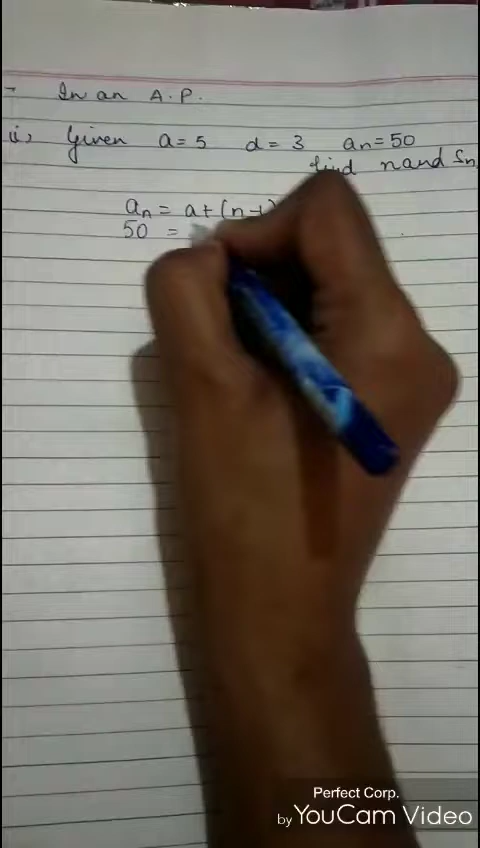 - In an A.P.
i, Given a = 5 d = 3 an = 50
find n and Sn
an = a + (n - 1)
50 =
Perfect Corp.
by YouCam Video